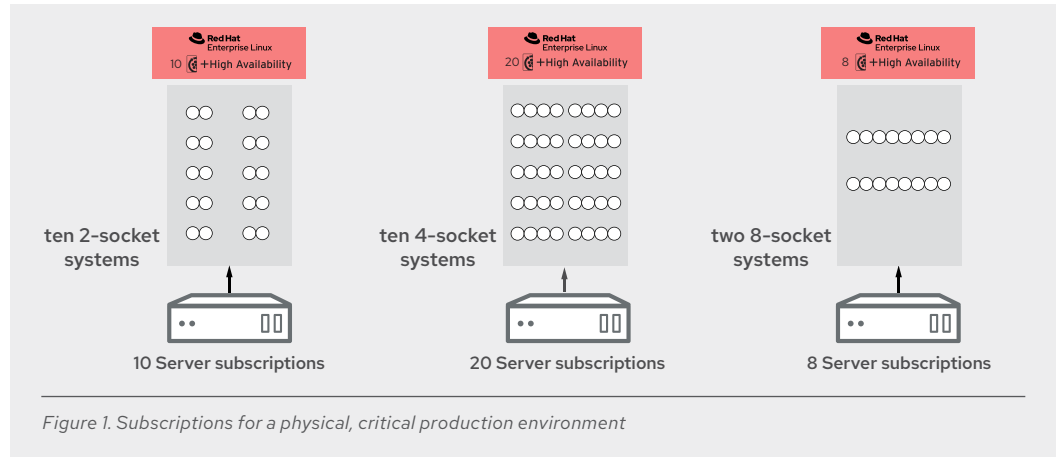 Red Hat
Enterprise Linux
10 +High Availability
Red Hat
Enterprise Linux
20 +High Availability
Red Hat
Enterprise Linux
8 +High Availability
ten 2-socket
systems
ten 4-socket
systems
two 8-socket
systems
10 Server subscriptions
20 Server subscriptions
8 Server subscriptions
Figure 1. Subscriptions for a physical, critical production environment